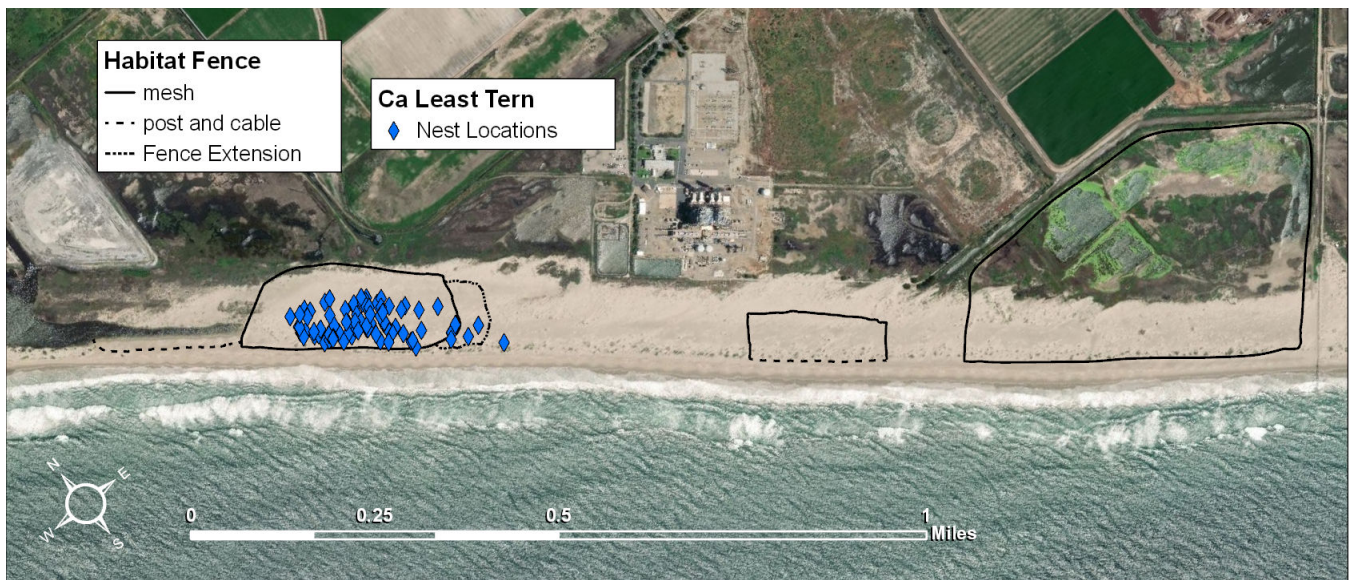 Habitat Fence
mesh
post and cable
Fence Extension
Ca Least Tern
Nest Locations
N
E
W
S
0 0.25 0.5 1
Miles